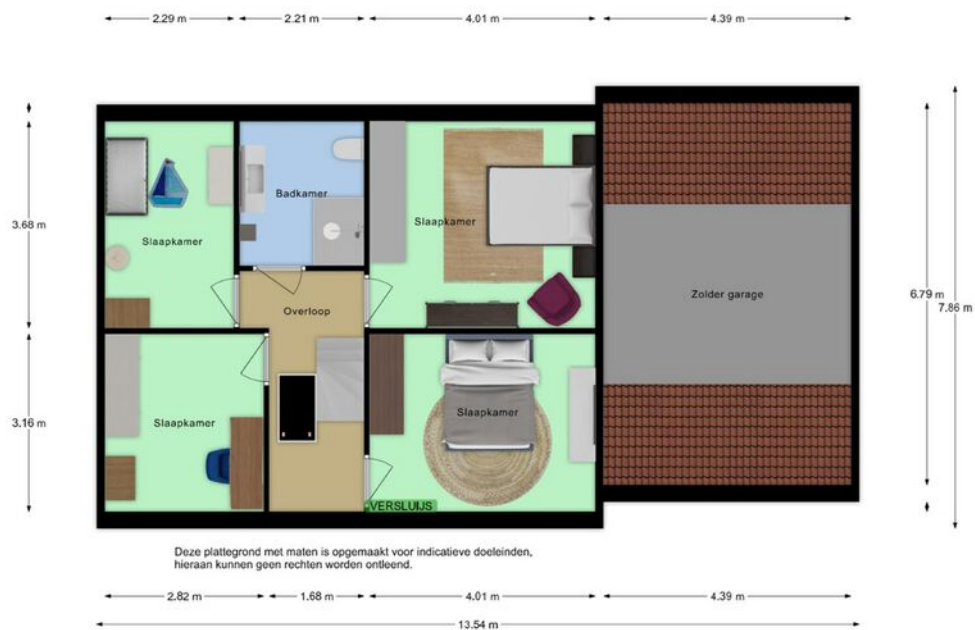 2.29 m
2.21 m
4.01 m
4.39 m
3.68 m
3.16 m
Slaapkamer
Badkamer
Slaapkamer
Overloop
Zolder garage
Slaapkamer
Slaapkamer
VERSLUIJS
6.79 m
7.86 m
Deze plattegrond met maten is opgemaakt voor indicatieve doeleinden,
hieraan kunnen geen rechten worden ontleend.
2.82 m
1.68 m
4.01 m
4.39 m
13.54 m